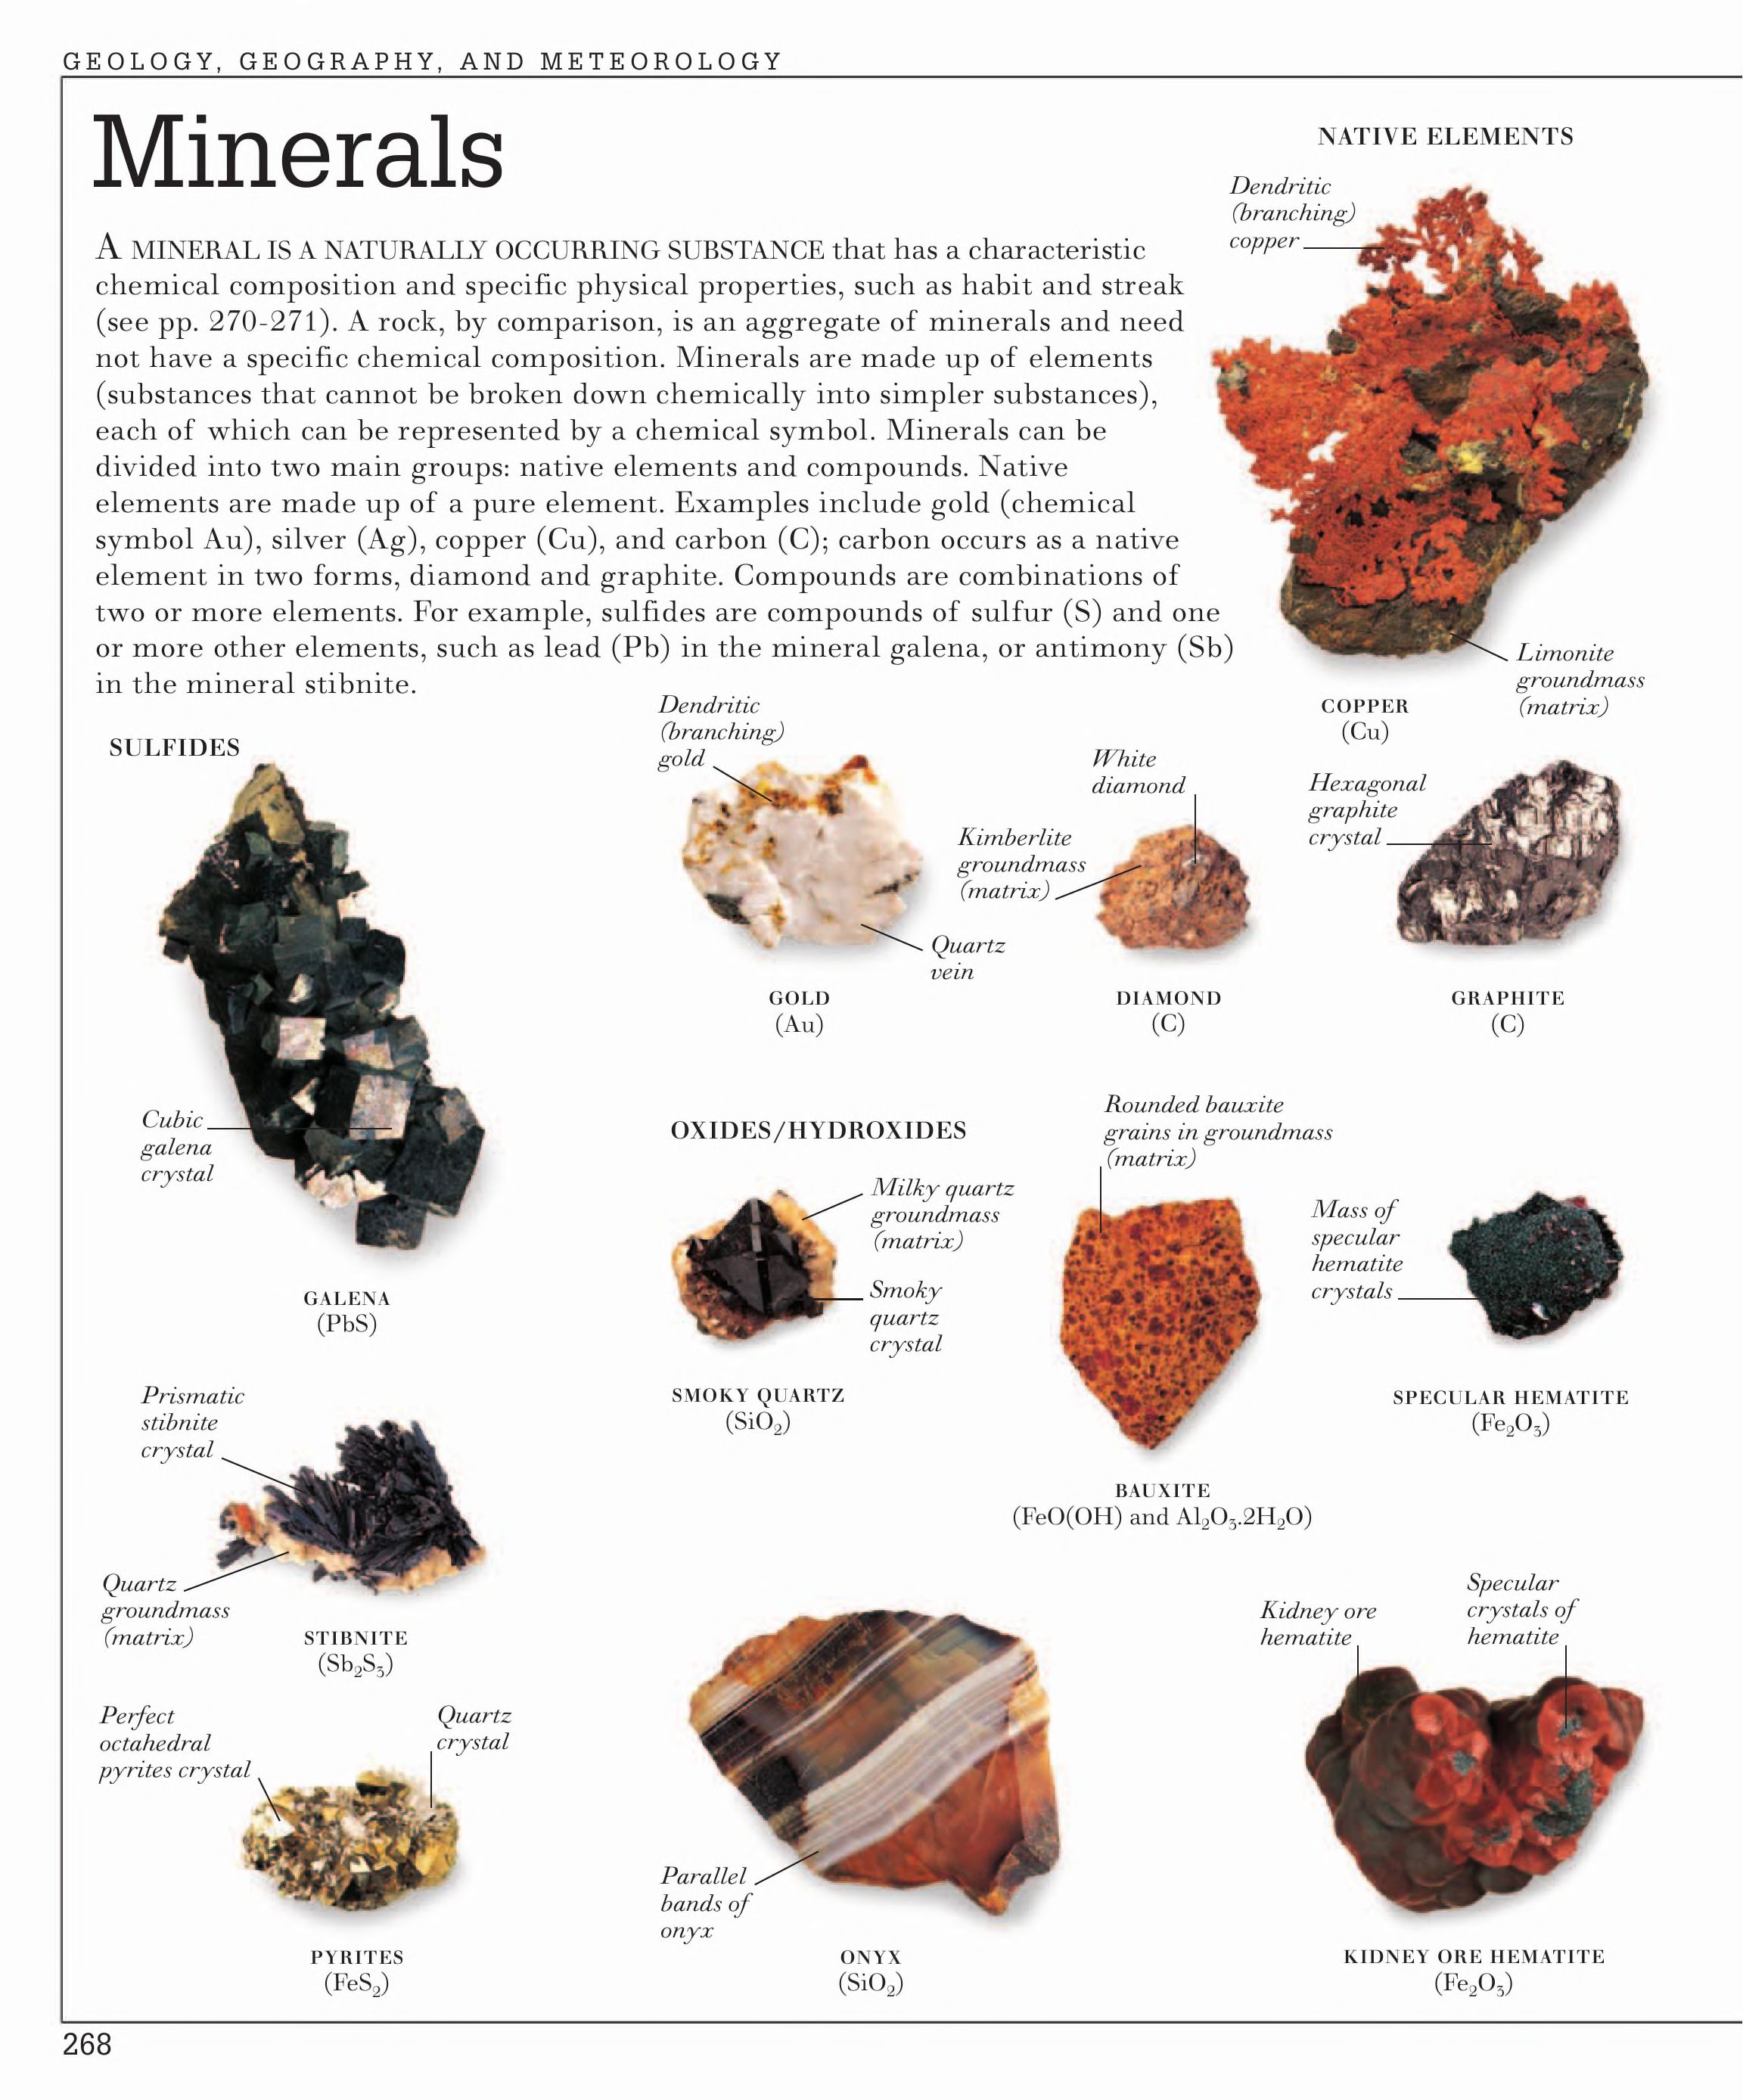 GEOLOGY, GEOGRAPHY, AND METEOROLOGY
Minerals
A MINERAL IS A NATURALLY OCCURRING SUBSTANCE that has a characteristic
chemical composition and specific physical properties, such as habit and streak
(see pp. 270-271). A rock, by comparison, is an aggregate of minerals and need
not have a specific chemical composition. Minerals are made up of elements
(substances that cannot be broken down chemically into simpler substances),
each of which can be represented by a chemical symbol. Minerals can be
divided into two main groups: native elements and compounds. Native
elements are made up of a pure element. Examples include gold (chemical
symbol Au), silver (Ag), copper (Cu), and carbon (C); carbon occurs as a native
element in two forms, diamond and graphite. Compounds are combinations of
two or more elements. For example, sulfides are compounds of sulfur (S) and one
or more other elements, such as lead (Pb) in the mineral galena, or antimony (Sb)
in the mineral stibnite.
NATIVE ELEMENTS
Dendritic
(branching)
copper
Limonite
groundmass
(matrix)
COPPER
(Cu)
Dendritic
(branching)
gold
Quartz
vein
GOLD
(Au)
White
diamond
Kimberlite
groundmass
(matrix)
DIAMOND
(C)
Hexagonal
graphite
crystal
GRAPHITE
(C)
SULFIDES
Cubic
galena
crystal
GALENA
(PbS)
Prismatic
stibnite
crystal
Quartz
groundmass
(matrix)
STIBNITE
(Sb₂S₃)
Perfect
octahedral
pyrites crystal
Quartz
crystal
PYRITES
(FeS₂)
OXIDES/HYDROXIDES
Milky quartz
groundmass
(matrix)
Smoky
quartz
crystal
SMOKY QUARTZ
(SiO₂)
Rounded bauxite
grains in groundmass
(matrix)
BAUXITE
(FeO(OH) and Al₂O₃.2H₂O)
Mass of
specular
hematite
crystals
SPECULAR HEMATITE
(Fe₂O₃)
Parallel
bands of
onyx
ONYX
(SiO₂)
Kidney ore
hematite
Specular
crystals of
hematite
KIDNEY ORE HEMATITE
(Fe₂O₃)
268